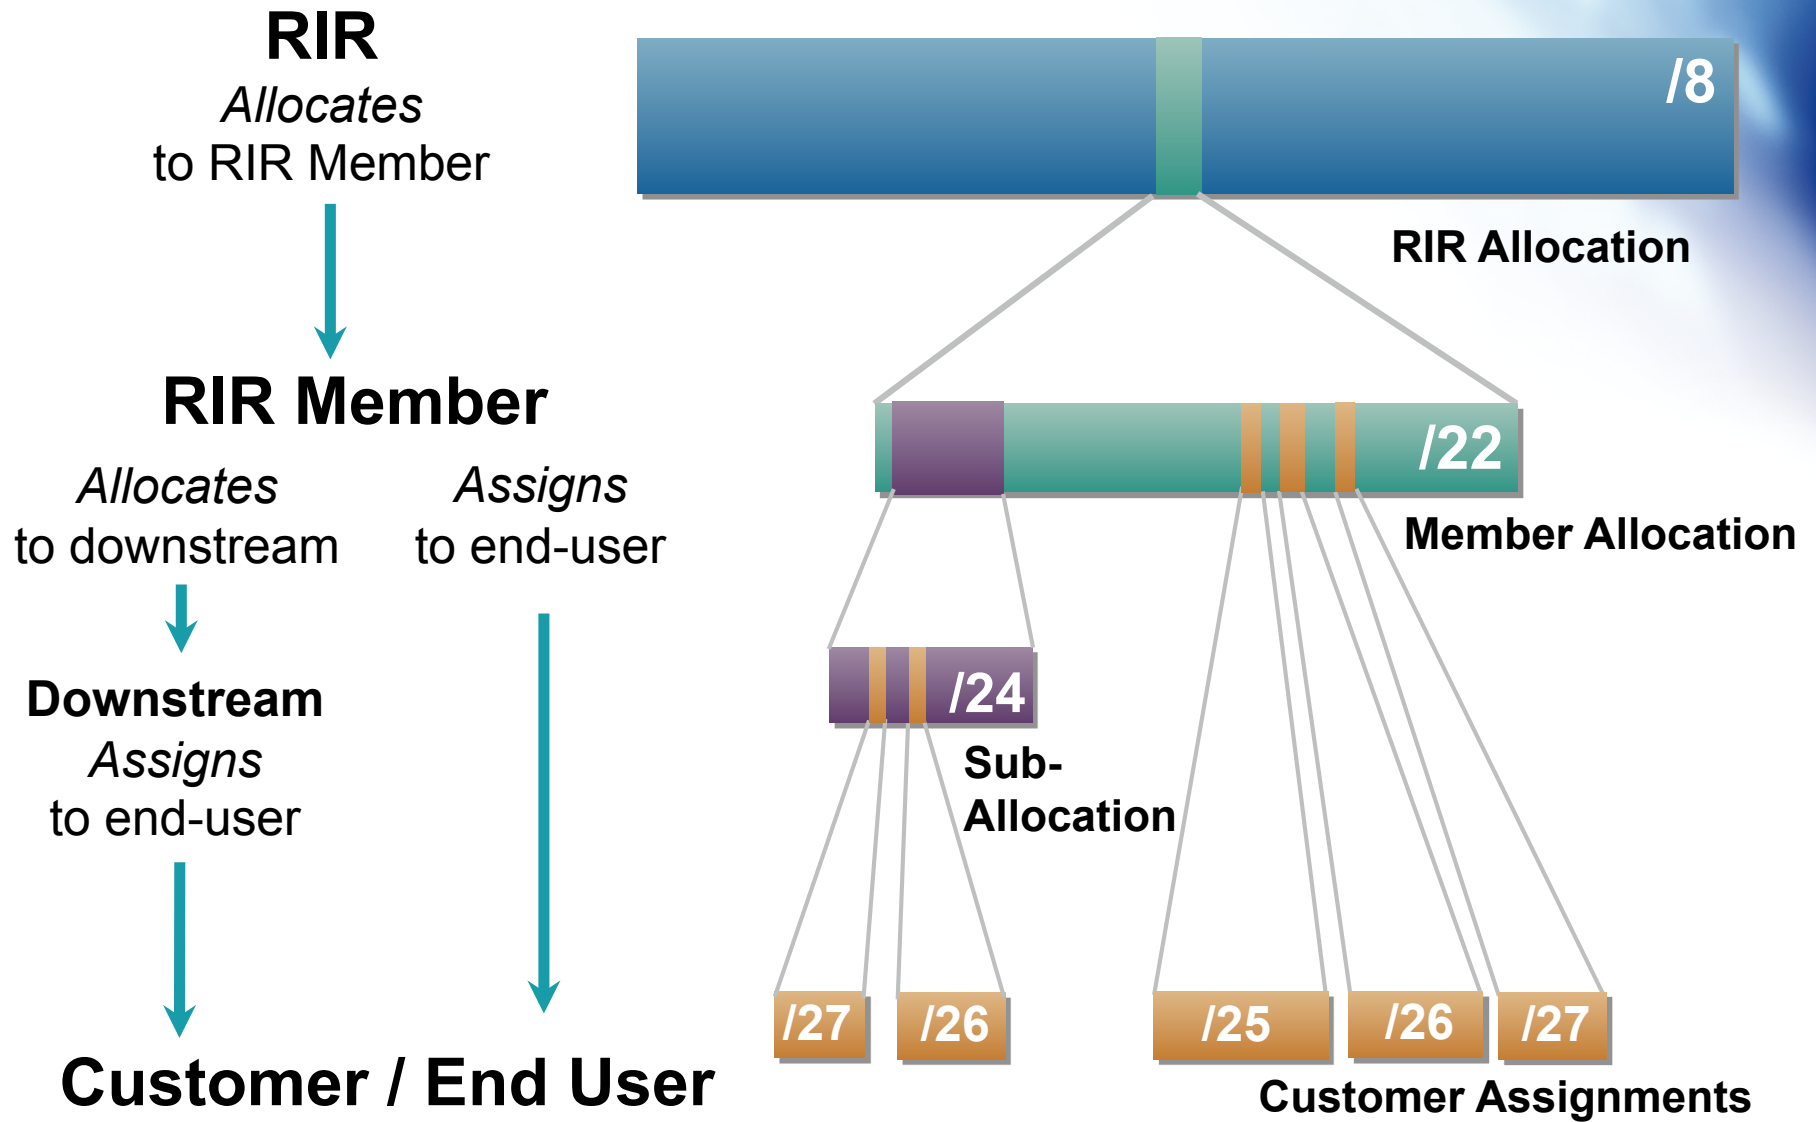 RIR
Allocates
to RIR Member
/8
RIR Allocation
RIR Member
Allocates
to downstream
Assigns
to end-user
/22
Member Allocation
Downstream
Assigns
to end-user
/24
Sub-
Allocation
/27
/26
/25
/26
/27
Customer / End User
Customer Assignments